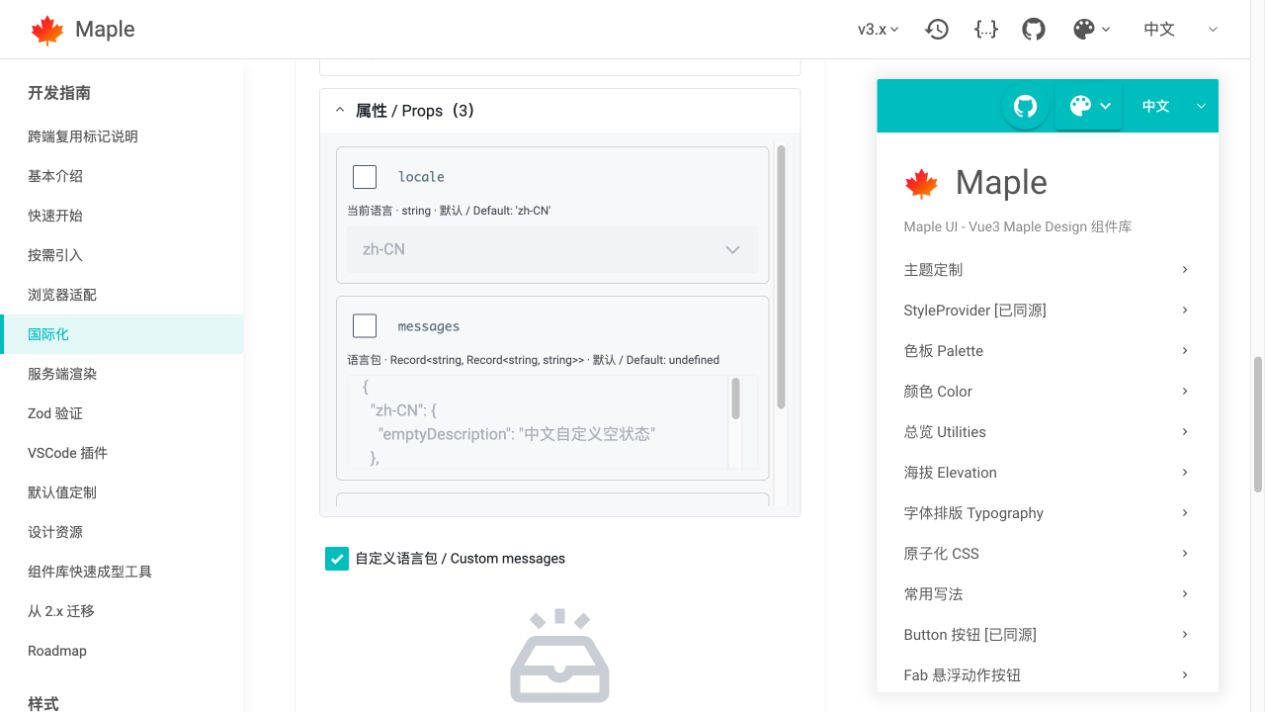 Maple
v3.x
{...}
中文
开发指南
跨端复用标记说明
基本介绍
快速开始
按需引入
浏览器适配
国际化
服务端渲染
Zod 验证
VSCode 插件
默认值定制
设计资源
组件库快速成型工具
从 2.x 迁移
Roadmap
样式
属性 / Props（3）
locale
当前语言 · string · 默认 / Default: 'zh-CN'
zh-CN
messages
语言包 · Record<string, Record<string, string>> · 默认 / Default: undefined
{
"zh-CN": {
"emptyDescription": "中文自定义空状态"
},
自定义语言包 / Custom messages
中文
Maple
Maple UI - Vue3 Maple Design 组件库
主题定制
StyleProvider [已同源]
色板 Palette
颜色 Color
总览 Utilities
海拔 Elevation
字体排版 Typography
原子化 CSS
常用写法
Button 按钮 [已同源]
Fab 悬浮动作按钮